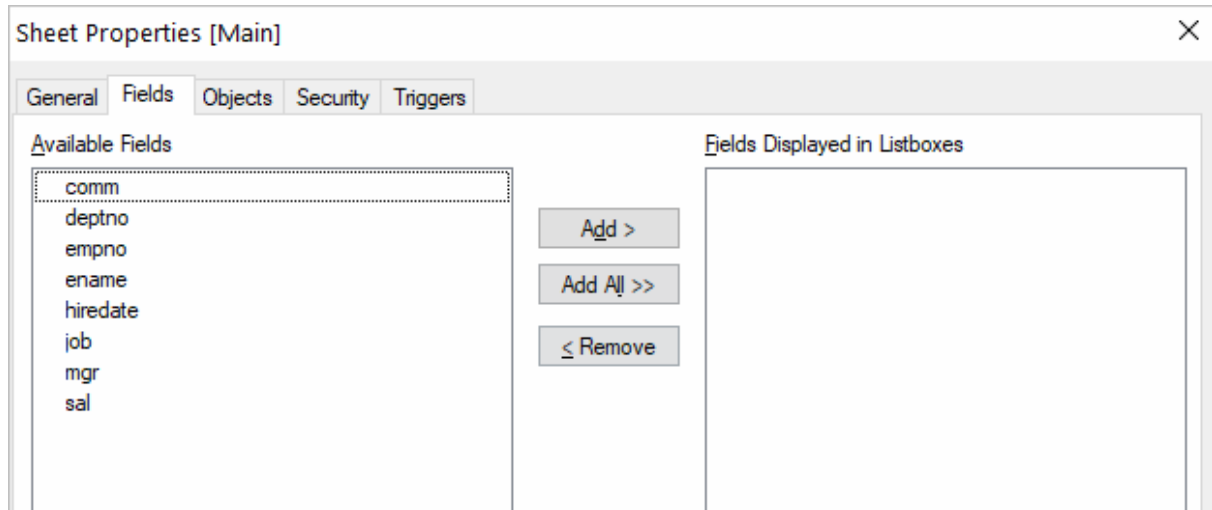 Sheet Properties [Main]
General Fields Objects Security Triggers
Available Fields
comm
deptno
empno
ename
hiredate
job
mgr
sal
Add >
Add All >>
< Remove
Fields Displayed in Listboxes